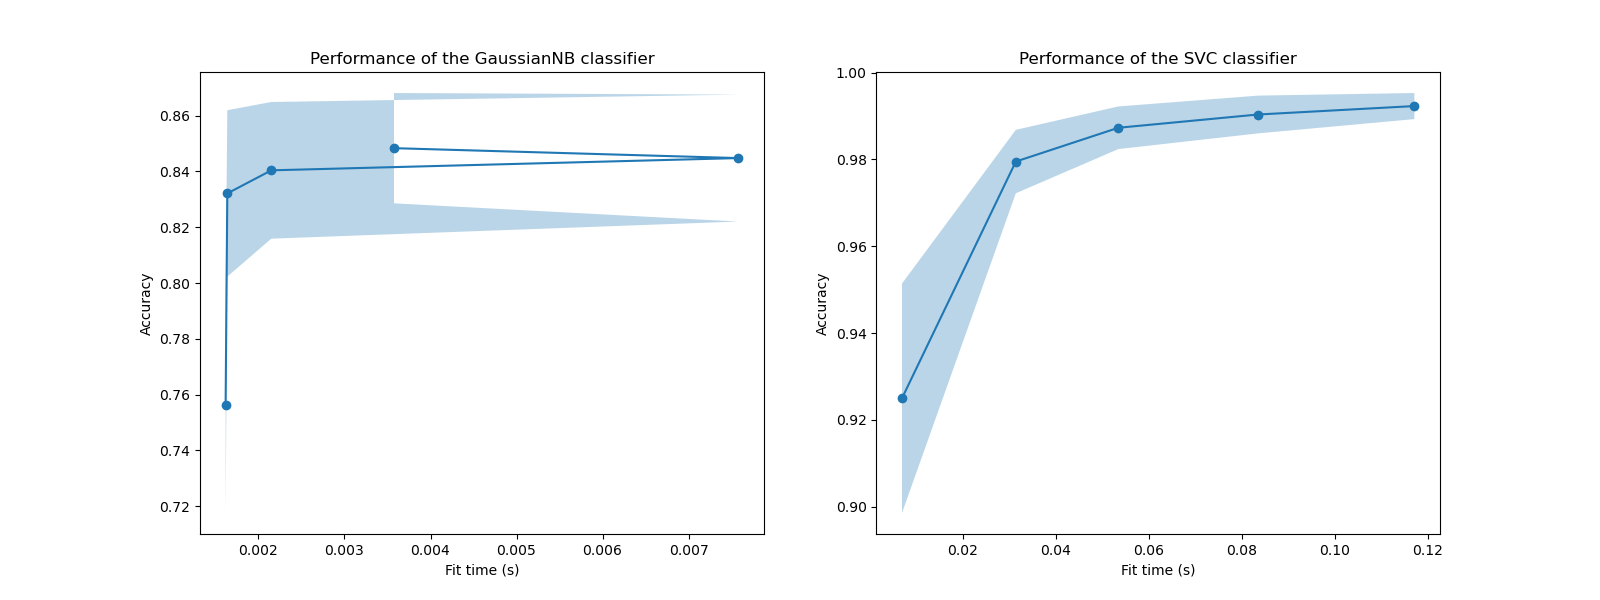 Performance of the GaussianNB classifier
0.86
0.84
0.82
0.80
0.78
0.76
0.74
0.72
Accuracy
0.002 0.003 0.004 0.005 0.006 0.007
Fit time (s)
Performance of the SVC classifier
1.00
0.98
0.96
0.94
0.92
0.90
Accuracy
0.02 0.04 0.06 0.08 0.10 0.12
Fit time (s)